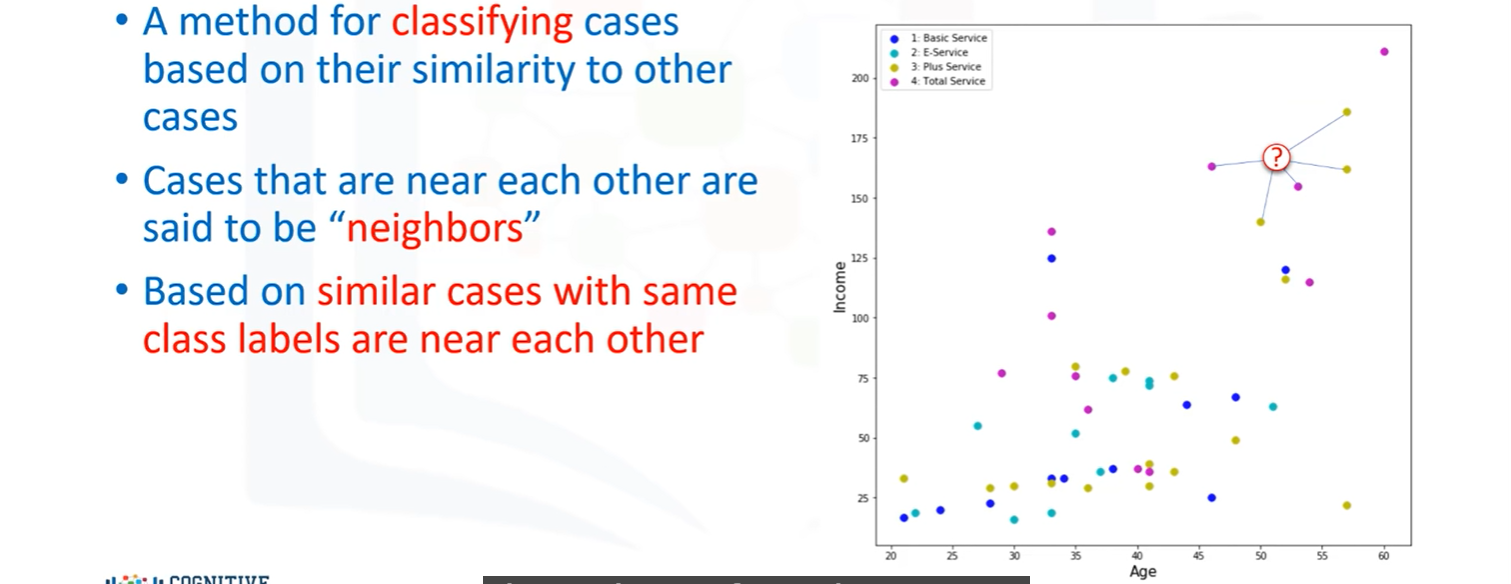 • A method for classifying cases
based on their similarity to other
cases
• Cases that are near each other are
said to be “neighbors”
• Based on similar cases with same
class labels are near each other
1: Basic Service
2: E-Service
3: Plus Service
4: Total Service
200
175
150
125
100
75
50
25
Income
?
20 25 30 35 40 45 50 55 60
Age
COGNITIVE